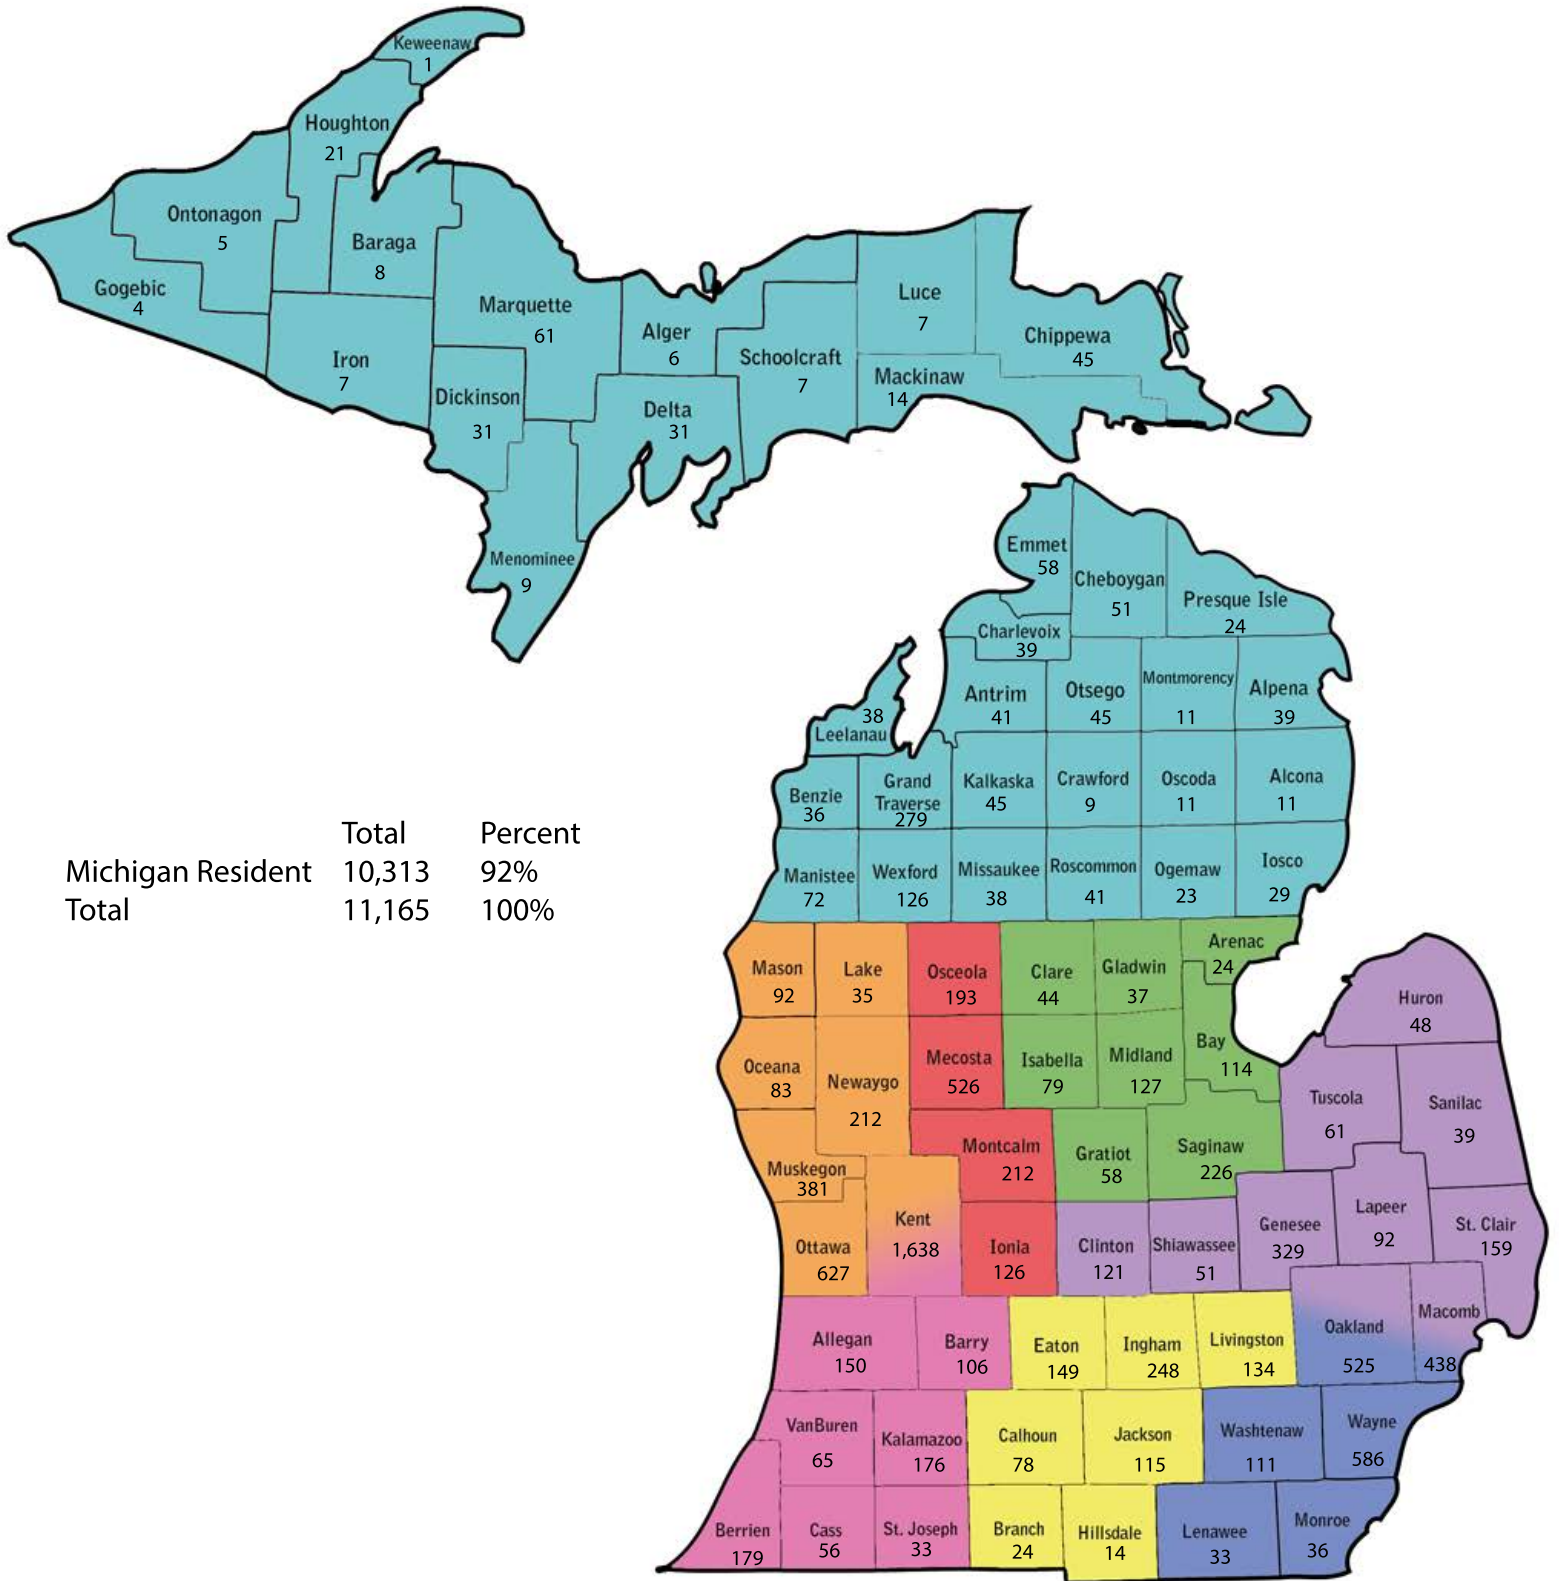 Keweenaw
1
Houghton
21
Ontonagon
5
Baraga
8
Gogebic
4
Marquette
61
Iron
7
Dickinson
31
Alger
6
Schoolcraft
7
Luce
7
Chippewa
45
Mackinaw
14
Delta
31
Menominee
9
Emmet
58
Cheboygan
51
Presque Isle
24
Charlevoix
39
Antrim
41
Otsego
45
Montmorency
11
Alpena
39
38
Leelanau
Benzie
36
Grand
Traverse
279
Kalkaska
45
Crawford
9
Oscoda
11
Alcona
11
Total Percent
Michigan Resident 10,313 92%
Total 11,165 100%
Manistee
72
Wexford
126
Missaukee
38
Roscommon
41
Ogemaw
23
Iosco
29
Mason
92
Lake
35
Osceola
193
Clare
44
Gladwin
37
Arenac
24
Huron
48
Oceana
83
Newaygo
212
Mecosta
526
Isabella
79
Midland
127
Bay
114
Tuscola
61
Sanilac
39
Muskegon
381
Montcalm
212
Gratiot
58
Saginaw
226
Ottawa
627
Kent
1,638
Ionia
126
Clinton
121
Shiawassee
51
Genesee
329
Lapeer
92
St. Clair
159
Allegan
150
Barry
106
Eaton
149
Ingham
248
Livingston
134
Oakland
525
Macomb
438
VanBuren
65
Kalamazoo
176
Calhoun
78
Jackson
115
Washtenaw
111
Wayne
586
Berrien
179
Cass
56
St. Joseph
33
Branch
24
Hillsdale
14
Lenawee
33
Monroe
36